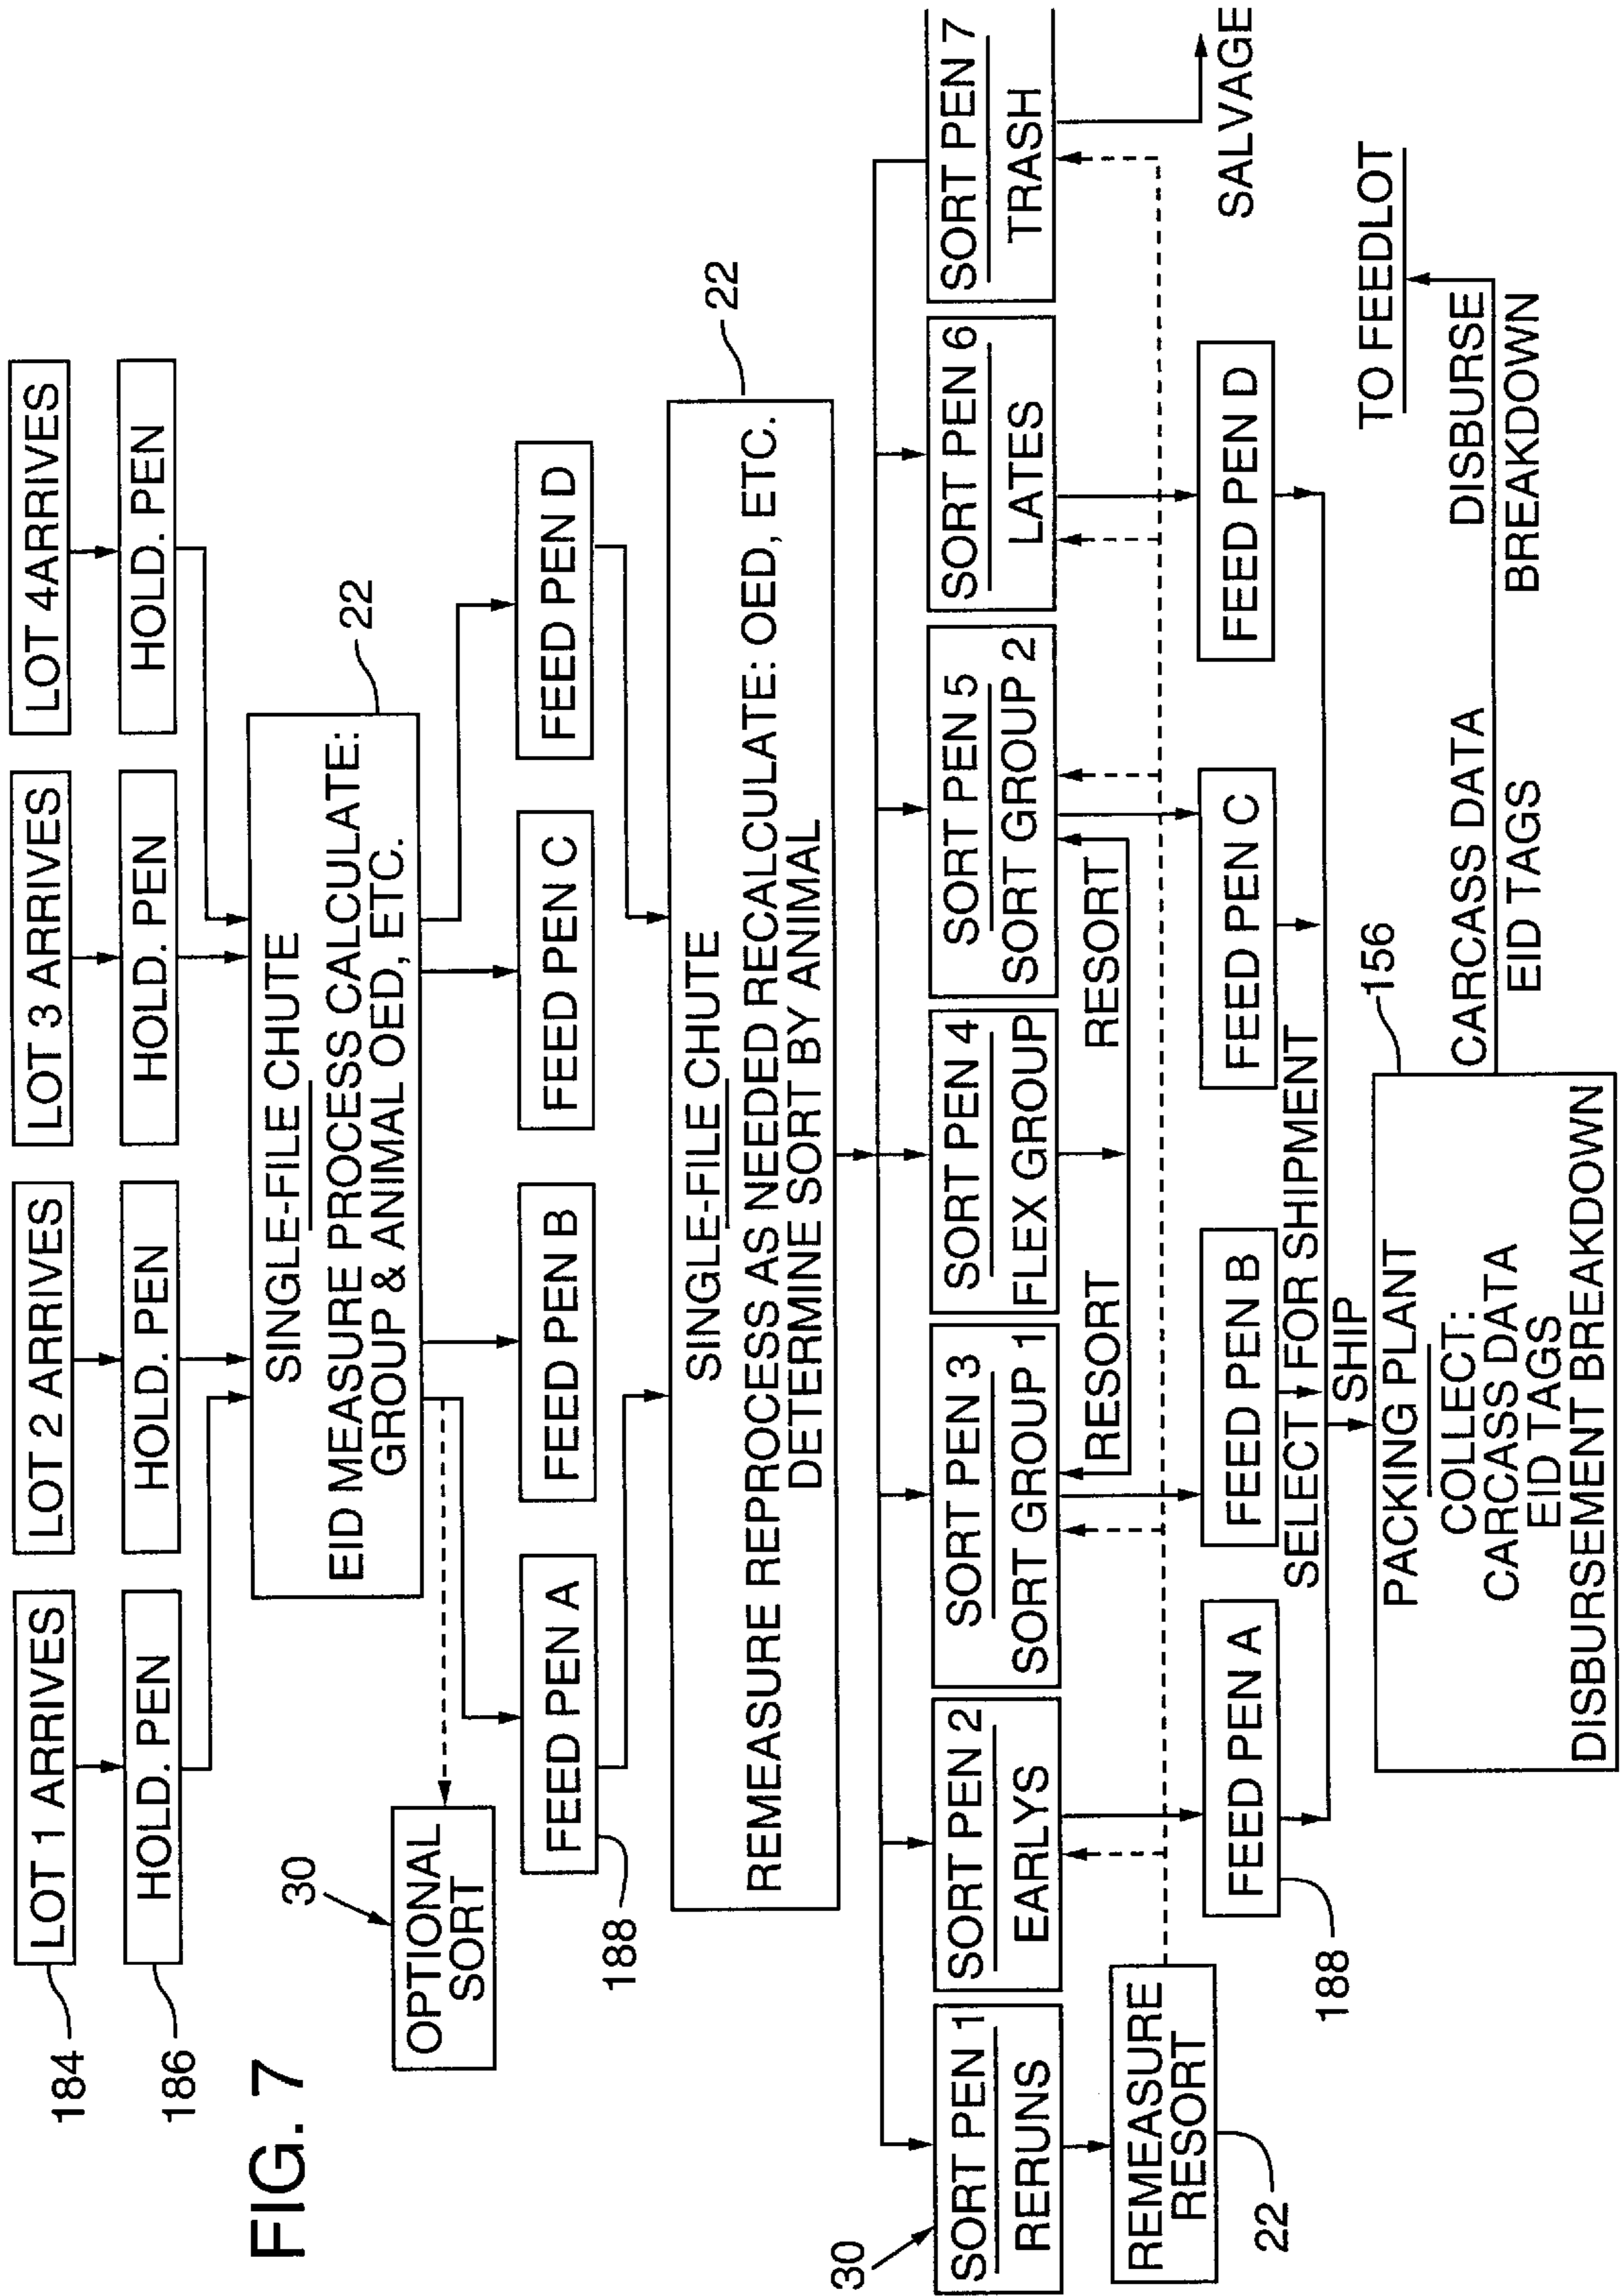 FIG. 7
184
LOT 1 ARRIVES
LOT 2 ARRIVES
LOT 3 ARRIVES
LOT 4ARRIVES
186
HOLD. PEN
HOLD. PEN
HOLD. PEN
HOLD. PEN
SINGLE-FILE CHUTE
EID MEASURE PROCESS CALCULATE:
GROUP & ANIMAL OED, ETC.
22
30
OPTIONAL
SORT
188
FEED PEN A
FEED PEN B
FEED PEN C
FEED PEN D
SINGLE-FILE CHUTE
REMEASURE REPROCESS AS NEEDED RECALCULATE: OED, ETC.
DETERMINE SORT BY ANIMAL
22
30
SORT PEN 1
RERUNS
SORT PEN 2
EARLYS
SORT PEN 3
SORT GROUP 1
SORT PEN 4
FLEX GROUP
SORT PEN 5
SORT GROUP 2
SORT PEN 6
LATES
SORT PEN 7
TRASH
RESORT
RESORT
REMEASURE
RESORT
22
SALVAGE
188
FEED PEN A
FEED PEN B
FEED PEN C
FEED PEN D
SELECT FOR SHIPMENT
SHIP
156
PACKING PLANT
COLLECT:
CARCASS DATA
EID TAGS
DISBURSEMENT BREAKDOWN
CARCASS DATA
EID TAGS
DISBURSE
BREAKDOWN
TO FEEDLOT